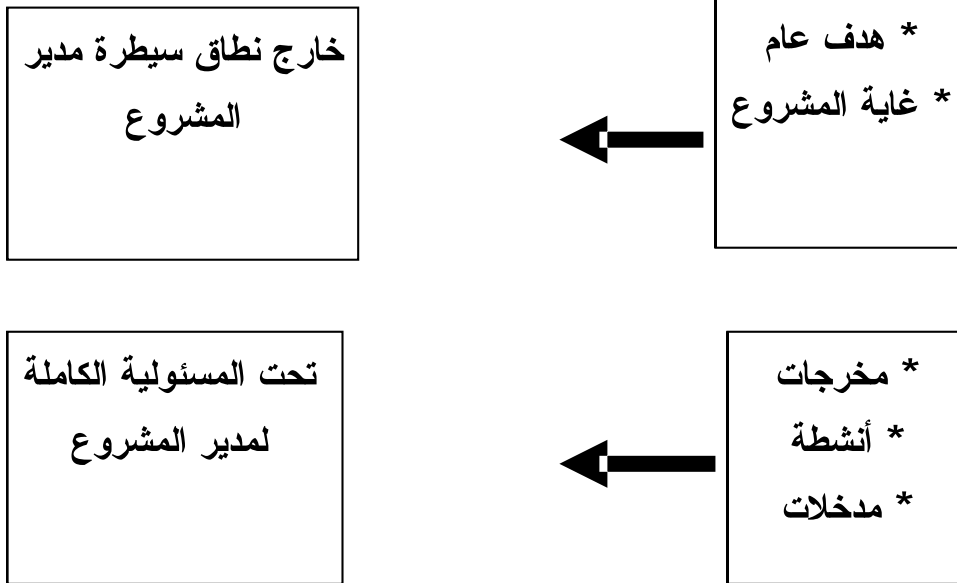 * هدف عام
* غاية المشروع
خارج نطاق سيطرة مدير
المشروع
* مخرجات
* أنشطة
* مدخلات
تحت المسئولية الكاملة
لمدير المشروع